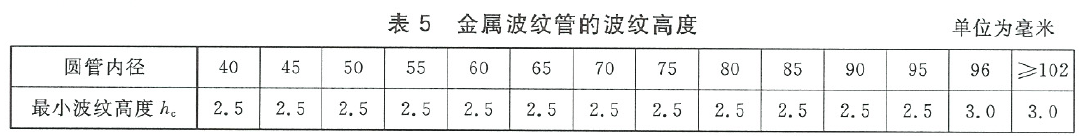 表 5 金属波纹管的波纹高度 单位为毫米
圆管内径 40 45 50 55 60 65 70 75 80 85 90 95 96 ≥102
最小波纹高度 hc 2.5 2.5 2.5 2.5 2.5 2.5 2.5 2.5 2.5 2.5 2.5 2.5 3.0 3.0